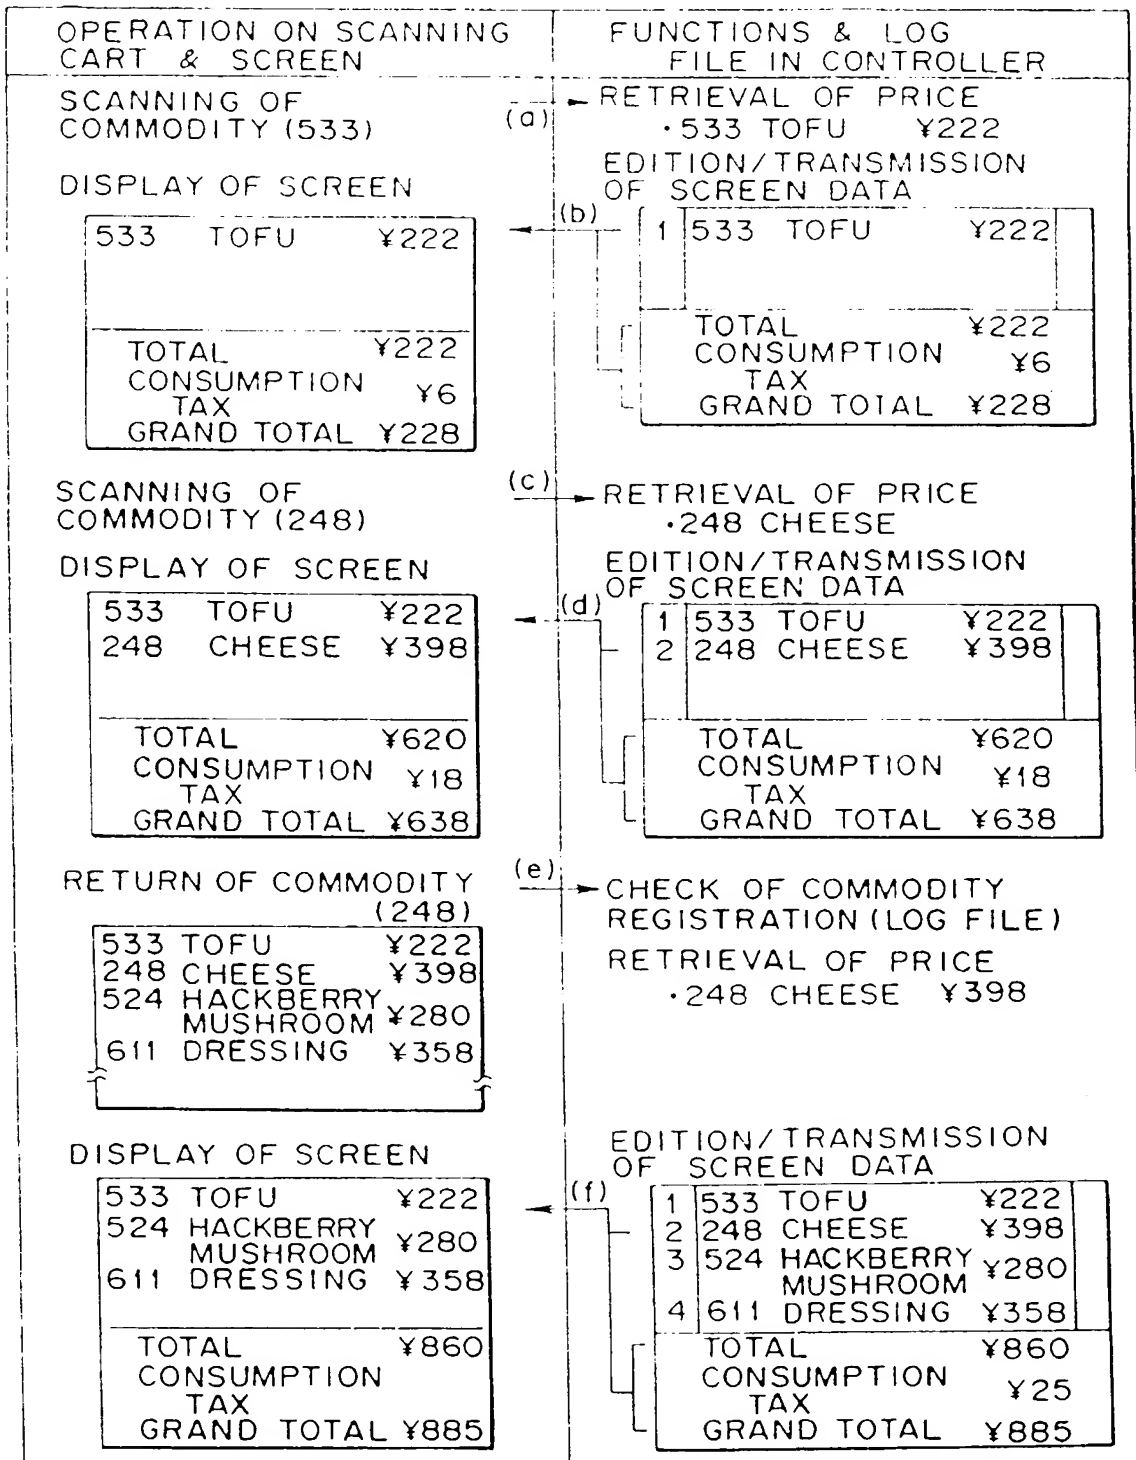 OPERATION ON SCANNING
CART & SCREEN
FUNCTIONS & LOG
FILE IN CONTROLLER
SCANNING OF
COMMODITY (533)
(a)
RETRIEVAL OF PRICE
·533 TOFU ¥222
EDITION/TRANSMISSION
OF SCREEN DATA
DISPLAY OF SCREEN
533 TOFU ¥222
TOTAL ¥222
CONSUMPTION
TAX ¥6
GRAND TOTAL ¥228
(b)
1 533 TOFU ¥222
TOTAL ¥222
CONSUMPTION
TAX ¥6
GRAND TOTAL ¥228
SCANNING OF
COMMODITY (248)
(c)
RETRIEVAL OF PRICE
·248 CHEESE
EDITION/TRANSMISSION
OF SCREEN DATA
DISPLAY OF SCREEN
533 TOFU ¥222
248 CHEESE ¥398
TOTAL ¥620
CONSUMPTION
TAX ¥18
GRAND TOTAL ¥638
(d)
1 533 TOFU ¥222
2 248 CHEESE ¥398
TOTAL ¥620
CONSUMPTION
TAX ¥18
GRAND TOTAL ¥638
RETURN OF COMMODITY
(248)
533 TOFU ¥222
248 CHEESE ¥398
524 HACKBERRY
MUSHROOM ¥280
611 DRESSING ¥358
(e)
CHECK OF COMMODITY
REGISTRATION (LOG FILE)
RETRIEVAL OF PRICE
·248 CHEESE ¥398
DISPLAY OF SCREEN
533 TOFU ¥222
524 HACKBERRY
MUSHROOM ¥280
611 DRESSING ¥358
TOTAL ¥860
CONSUMPTION
TAX
GRAND TOTAL ¥885
EDITION/TRANSMISSION
OF SCREEN DATA
(f)
1 533 TOFU ¥222
2 248 CHEESE ¥398
3 524 HACKBERRY
MUSHROOM ¥280
4 611 DRESSING ¥358
TOTAL ¥860
CONSUMPTION
TAX ¥25
GRAND TOTAL ¥885